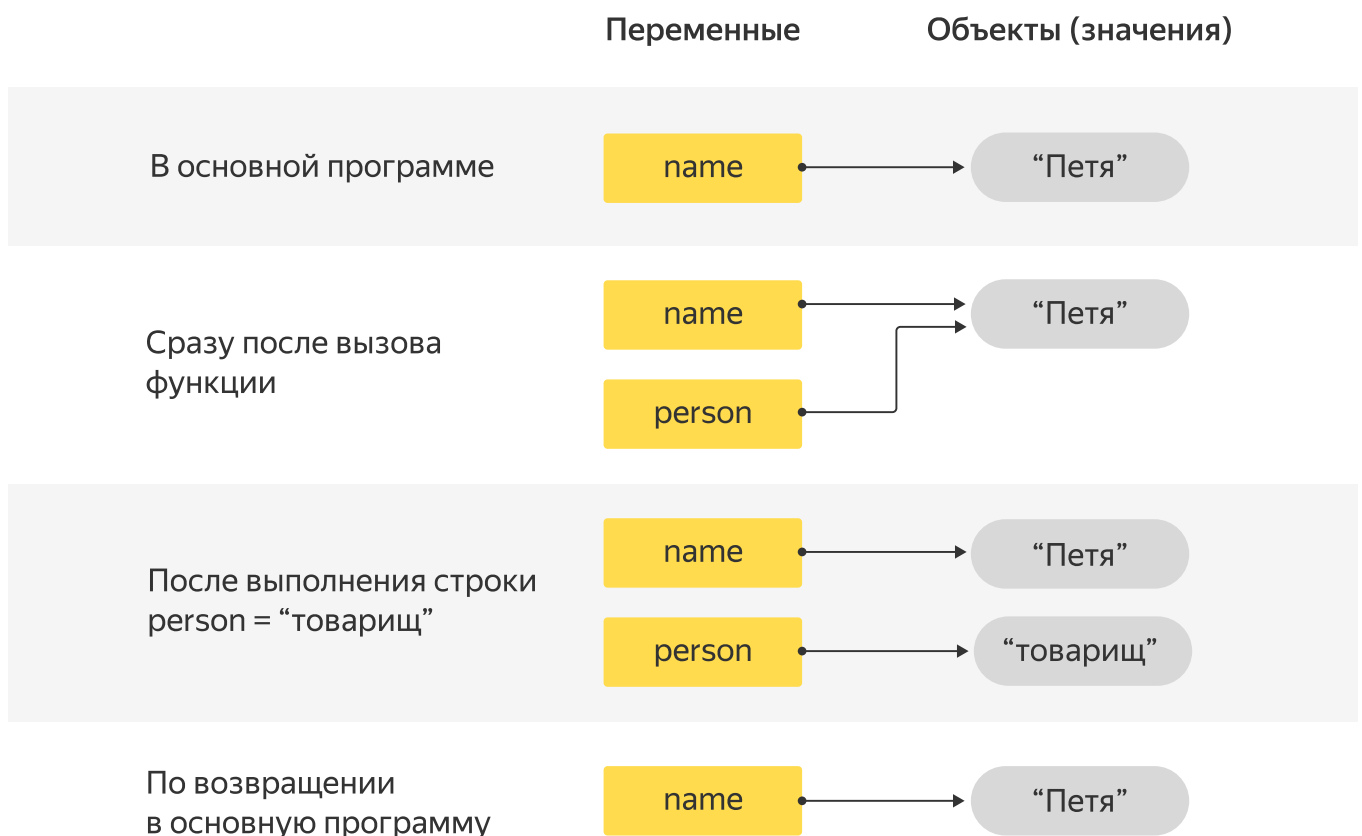 Переменные
Объекты (значения)
В основной программе
name
“Петя”
Сразу после вызова
функции
name
“Петя”
person
После выполнения строки
person = “товарищ”
name
“Петя”
person
“товарищ”
По возвращении
в основную программу
name
“Петя”